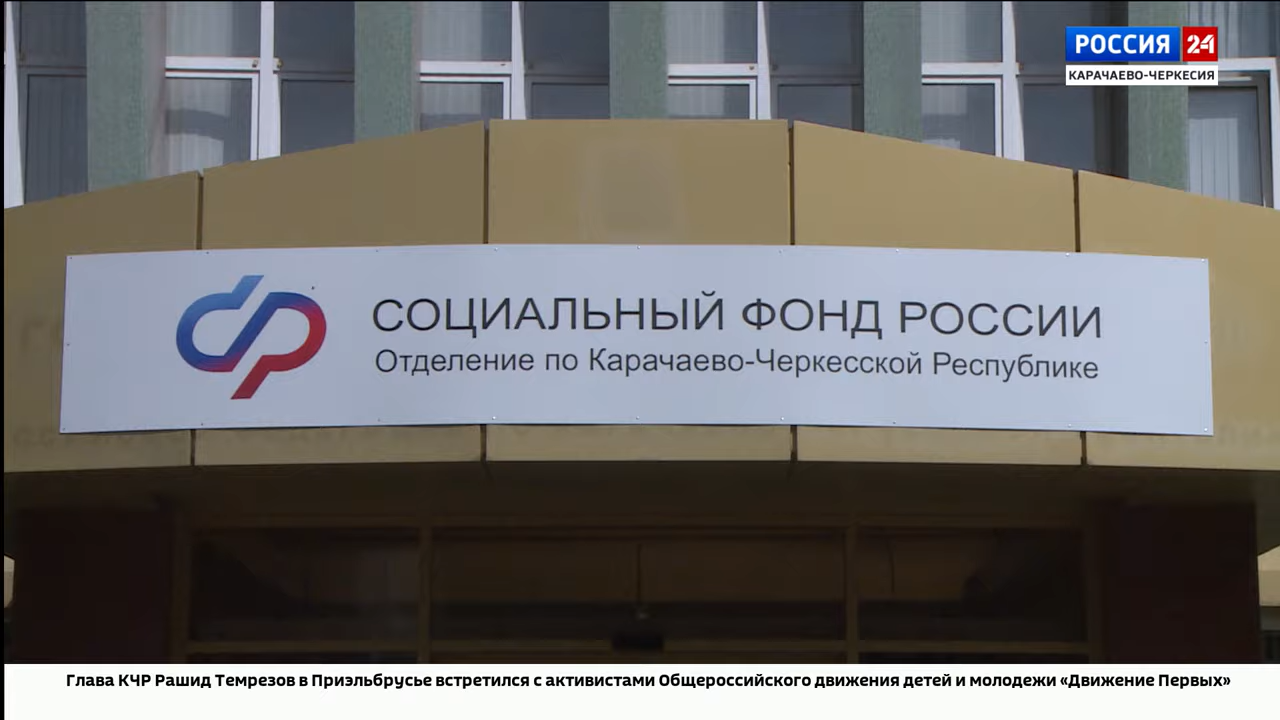 РОССИЯ 24
КАРАЧАЕВО-ЧЕРКЕСИЯ
СОЦИАЛЬНЫЙ ФОНД РОССИИ
Отделение по Карачаево-Черкесской Республике
Глава КЧР Рашид Темрезов в Приэльбрусье встретился с активистами Общероссийского движения детей и молодежи «Движение Первых»